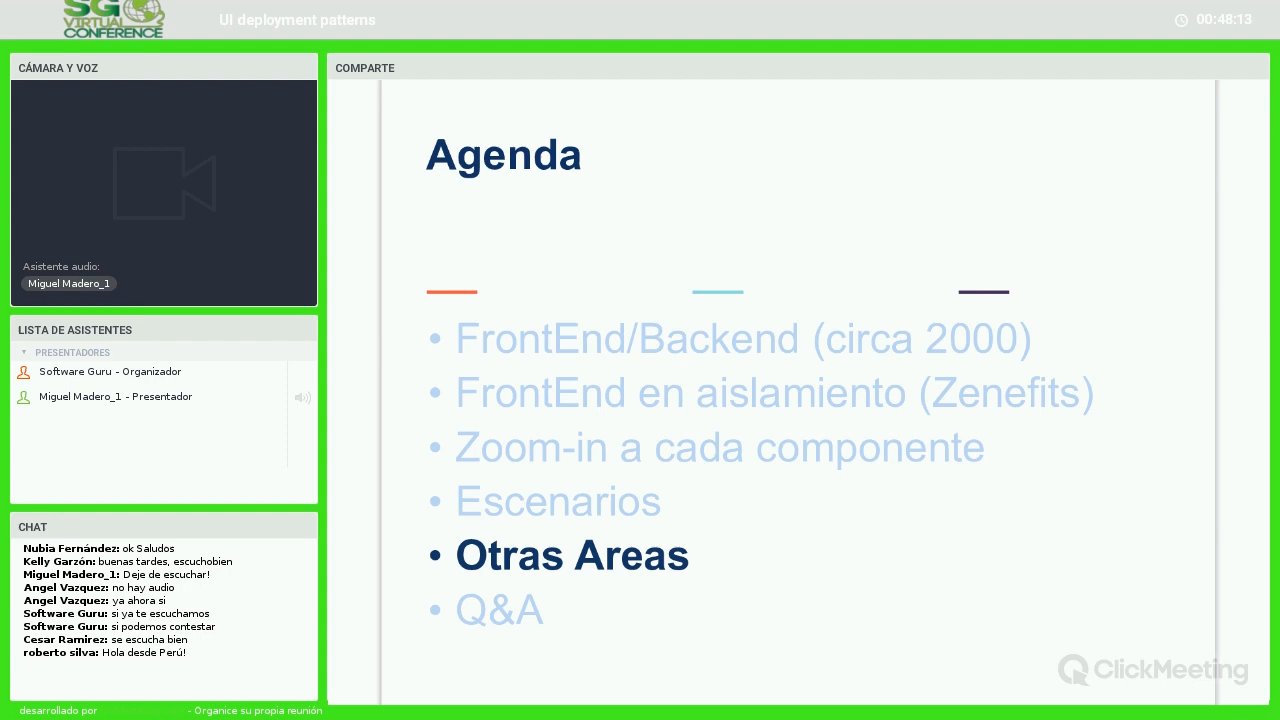 SG
VIRTUAL
CONFERENCE
UI deployment patterns
00:48:13
CÁMARA Y VOZ
Asistente audio:
Miguel Madero_1
LISTA DE ASISTENTES
PRESENTADORES
Software Guru - Organizador
Miguel Madero_1 - Presentador
CHAT
Nubia Fernández: ok Saludos
Kelly Garzón: buenas tardes, escuchobien
Miguel Madero_1: Deje de escuchar!
Angel Vazquez: no hay audio
Angel Vazquez: ya ahora si
Software Guru: si ya te escuchamos
Software Guru: si podemos contestar
Cesar Ramirez: se escucha bien
roberto silva: Hola desde Perú!
desarrollado por - Organice su propia reunión
COMPARTE
Agenda
• FrontEnd/Backend (circa 2000)
• FrontEnd en aislamiento (Zenefits)
• Zoom-in a cada componente
• Escenarios
• Otras Areas
• Q&A
ClickMeeting